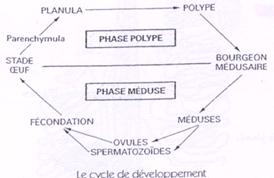 PLANULA
POLYPE
Parenchymula
PHASE POLYPE
STADE
ŒUF
BOURGEON
MÉDUSAIRE
PHASE MÉDUSE
FÉCONDATION
MÉDUSES
OVULES
SPERMATOZOÏDES
Le cycle de développement